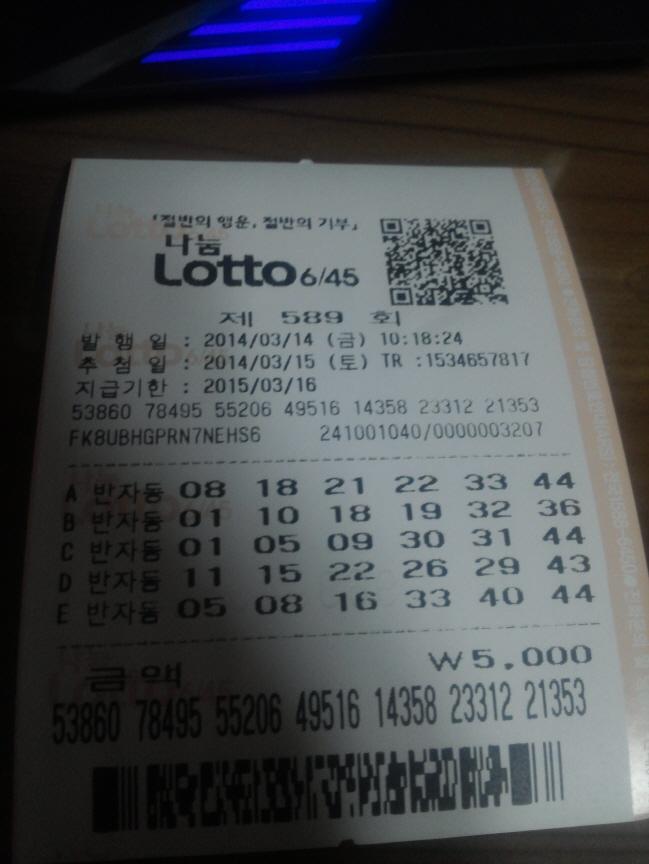 「절반의 행운, 절반의 기부」
나눔
Lotto 6/45
제 589 회
발 행 일 : 2014/03/14 (금) 10:18:24
추 첨 일 : 2014/03/15 (토) TR :1534657817
지급기한 : 2015/03/16
53860 78495 55206 49516 14358 23312 21353
FK8UBHGPRN7NEHS6 241001040/0000003207
A 반자동 08 18 21 22 33 44
B 반자동 01 10 18 19 32 36
C 반자동 01 05 09 30 31 44
D 반자동 11 15 22 26 29 43
E 반자동 05 08 16 33 40 44
금액 ₩5,000
53860 78495 55206 49516 14358 23312 21353